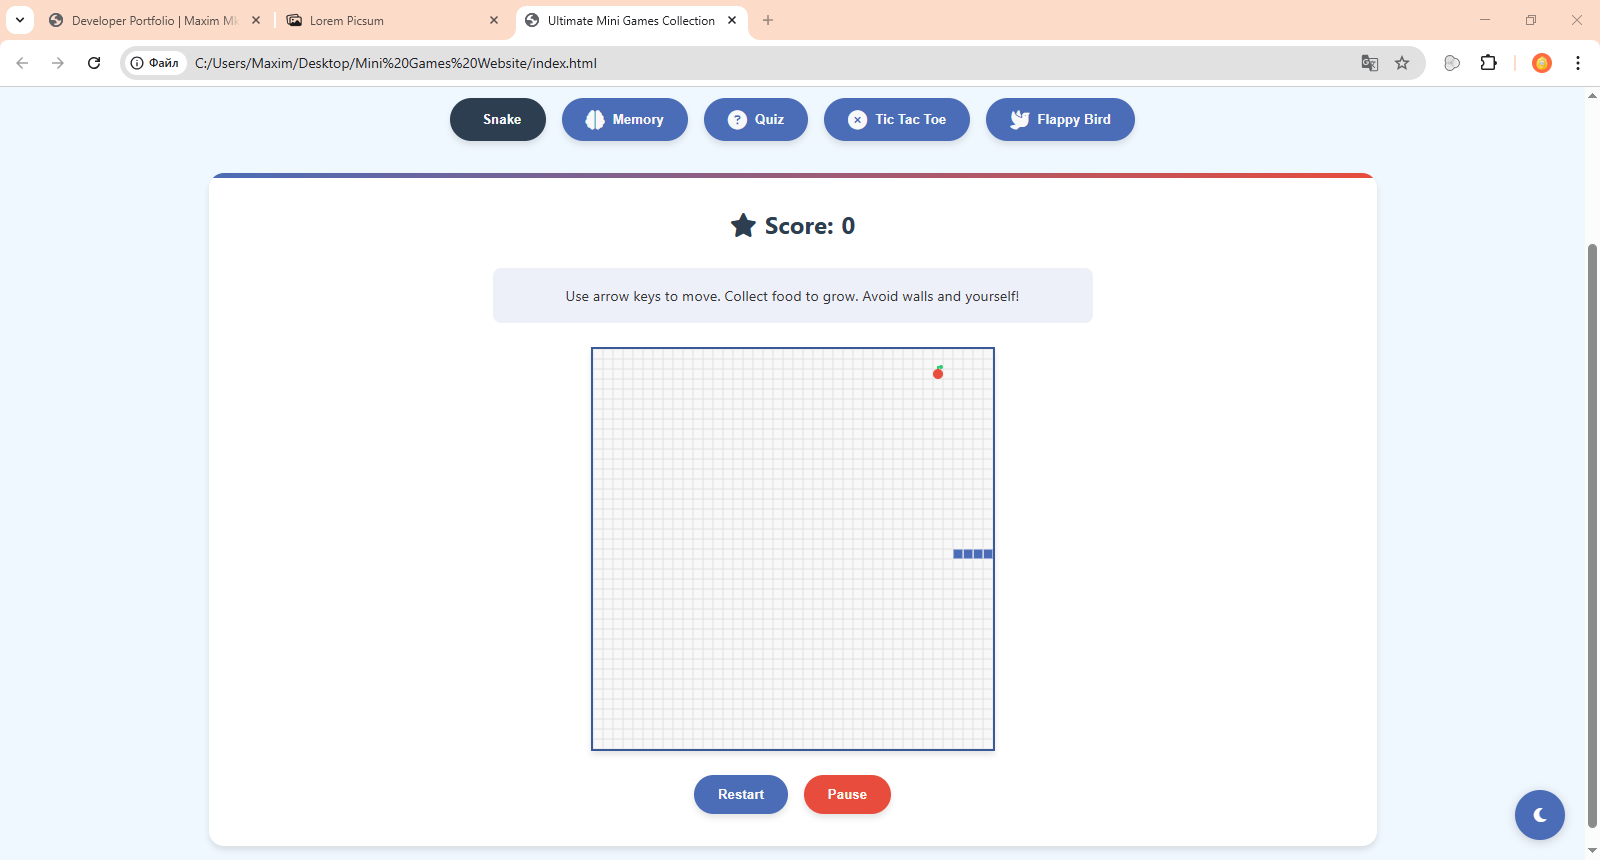 Developer Portfolio | Maxim
Lorem Picsum
Ultimate Mini Games Collection
Файл
C:/Users/Maxim/Desktop/Mini%20Games%20Website/index.html
Snake
Memory
Quiz
Tic Tac Toe
Flappy Bird
Score: 0
Use arrow keys to move. Collect food to grow. Avoid walls and yourself!
Restart
Pause